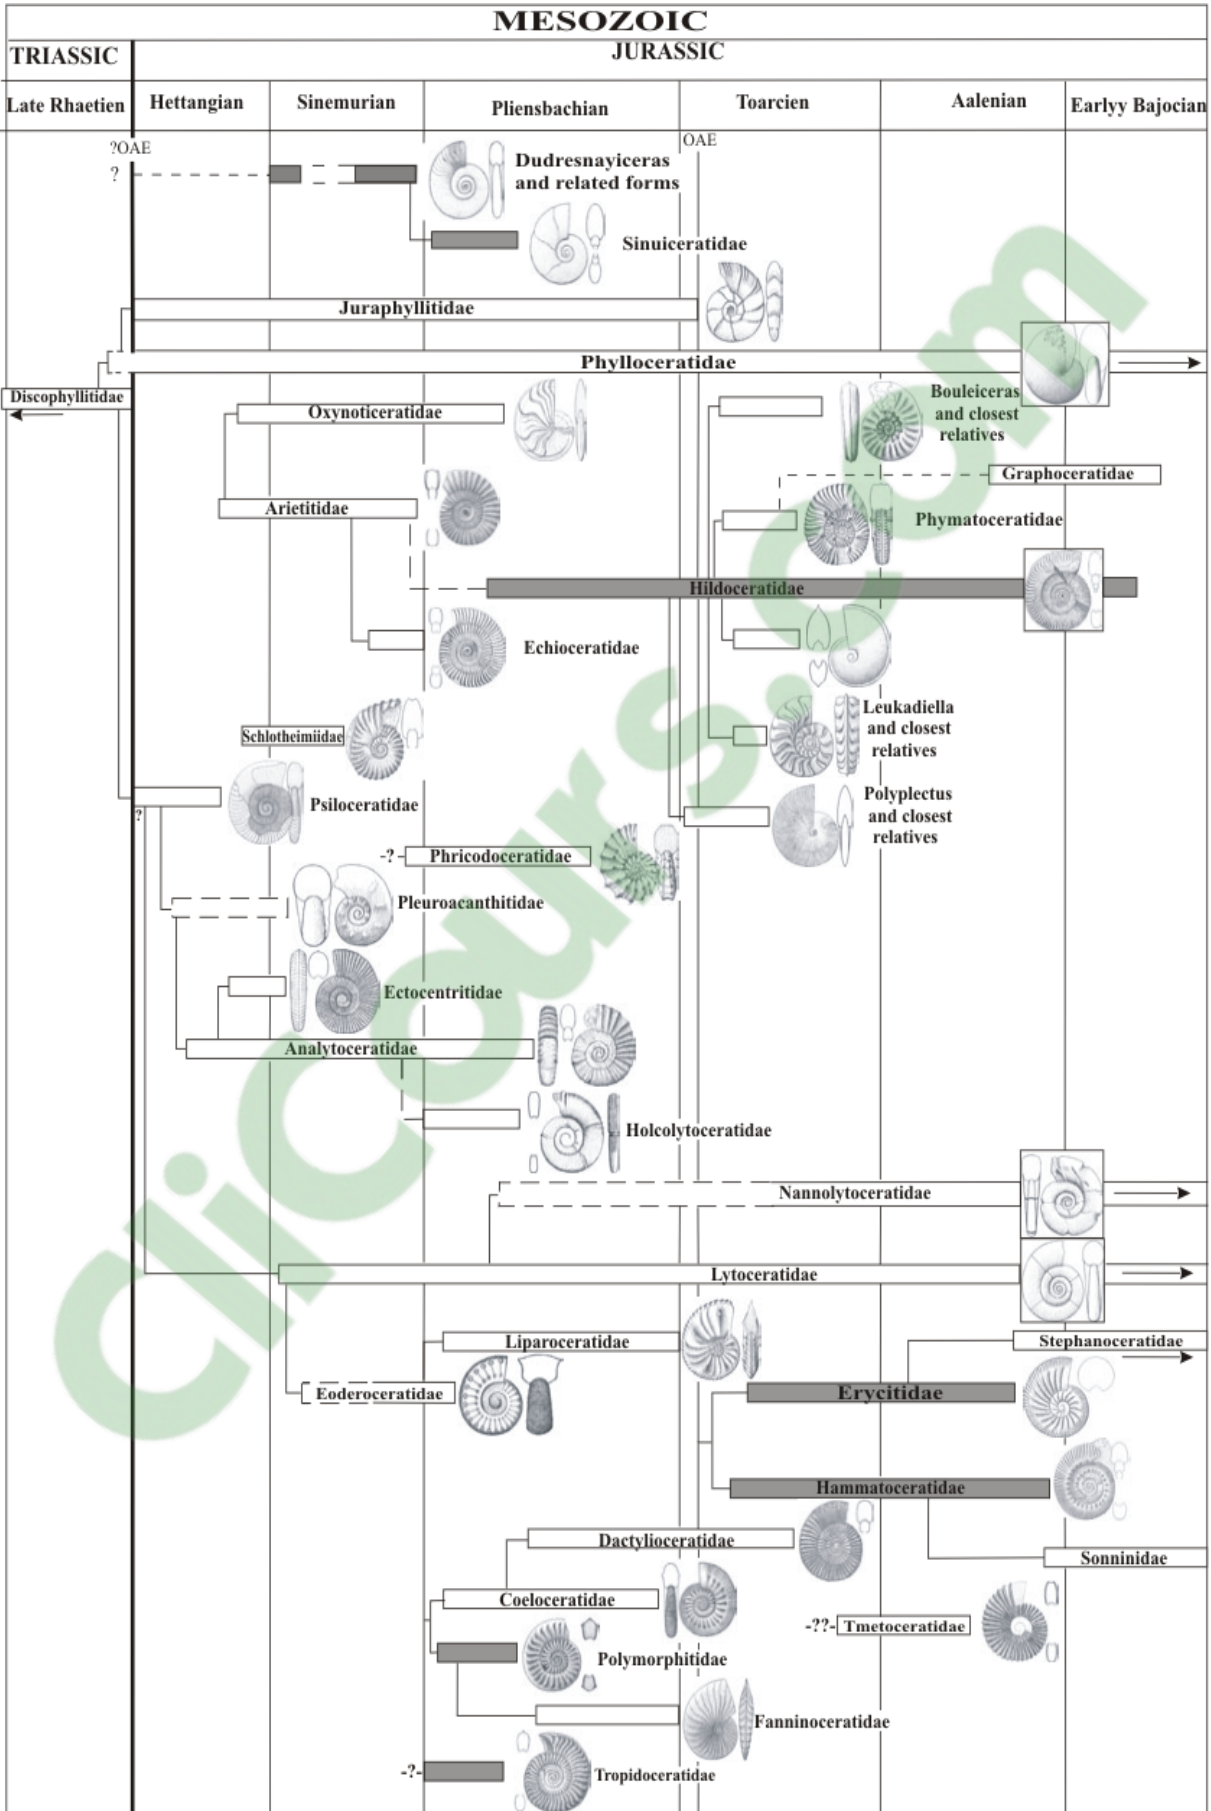 MESOZOIC
TRIASSIC
JURASSIC
Late Rhaetien
Hettangian
Sinemurian
Pliensbachian
Toarcien
Aalenian
Earlyy Bajocian
?OAE
OAE
?
Dudresnayiceras
and related forms
Sinuiceratidae
Juraphyllitidae
Phylloceratidae
Discophyllitidae
Oxynoticeratidae
Bouleiceras
and closest
relatives
Graphoceratidae
Arietitidae
Phymatoceratidae
Hildoceratidae
Echioceratidae
Schlotheimiidae
Leukadiella
and closest
relatives
Psiloceratidae
?
Polyplectus
and closest
relatives
-?-
Phricodoceratidae
Pleuroacanthitidae
Ectocentritidae
Analytoceratidae
Holcolytoceratidae
Nannolytoceratidae
Lytoceratidae
Liparoceratidae
Stephanoceratidae
Eoderoceratidae
Erycitidae
Hammatoceratidae
Dactylioceratidae
Sonninidae
Coeloceratidae
-??-
Tmetoceratidae
Polymorphitidae
Fanninoceratidae
-?-
Tropidoceratidae
CliCours.com